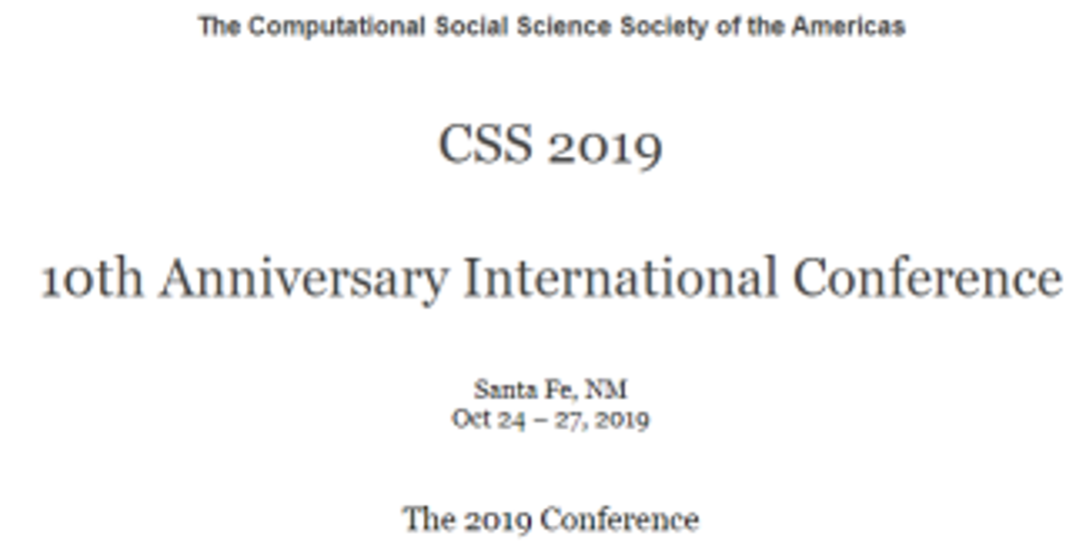 The Computational Social Science Society of the Americas
CSS 2019
10th Anniversary International Conference
Santa Fe, NM
Oct 24 – 27, 2019
The 2019 Conference